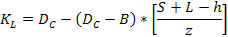 K_L = D_C − (D_C − B) * [(S + L − h) / z]